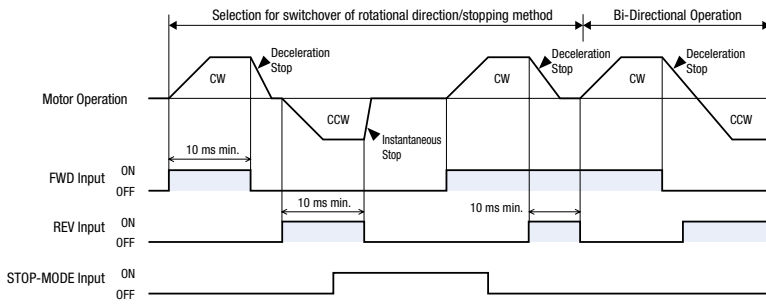 Selection for switchover of rotational direction/stopping method
Bi-Directional Operation
Motor Operation
CW
Deceleration
Stop
CCW
Instantaneous
Stop
CW
Deceleration
Stop
CW
Deceleration
Stop
CCW
10 ms min.
FWD Input
ON
OFF
10 ms min.
10 ms min.
REV Input
ON
OFF
STOP-MODE Input
ON
OFF